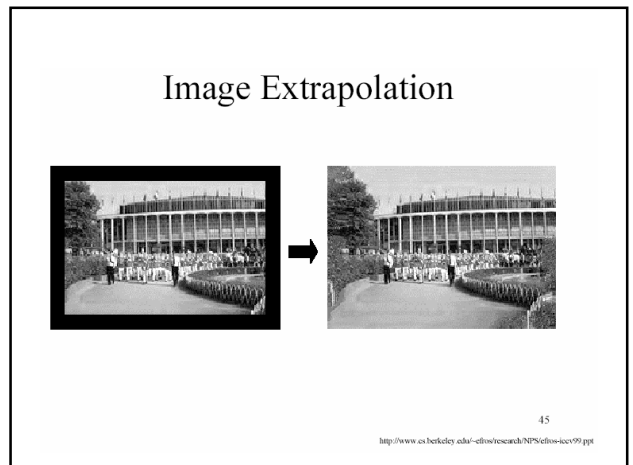 Image Extrapolation
45
http://www.cs.berkeley.edu/~efros/research/NPS/efros-iccv99.ppt